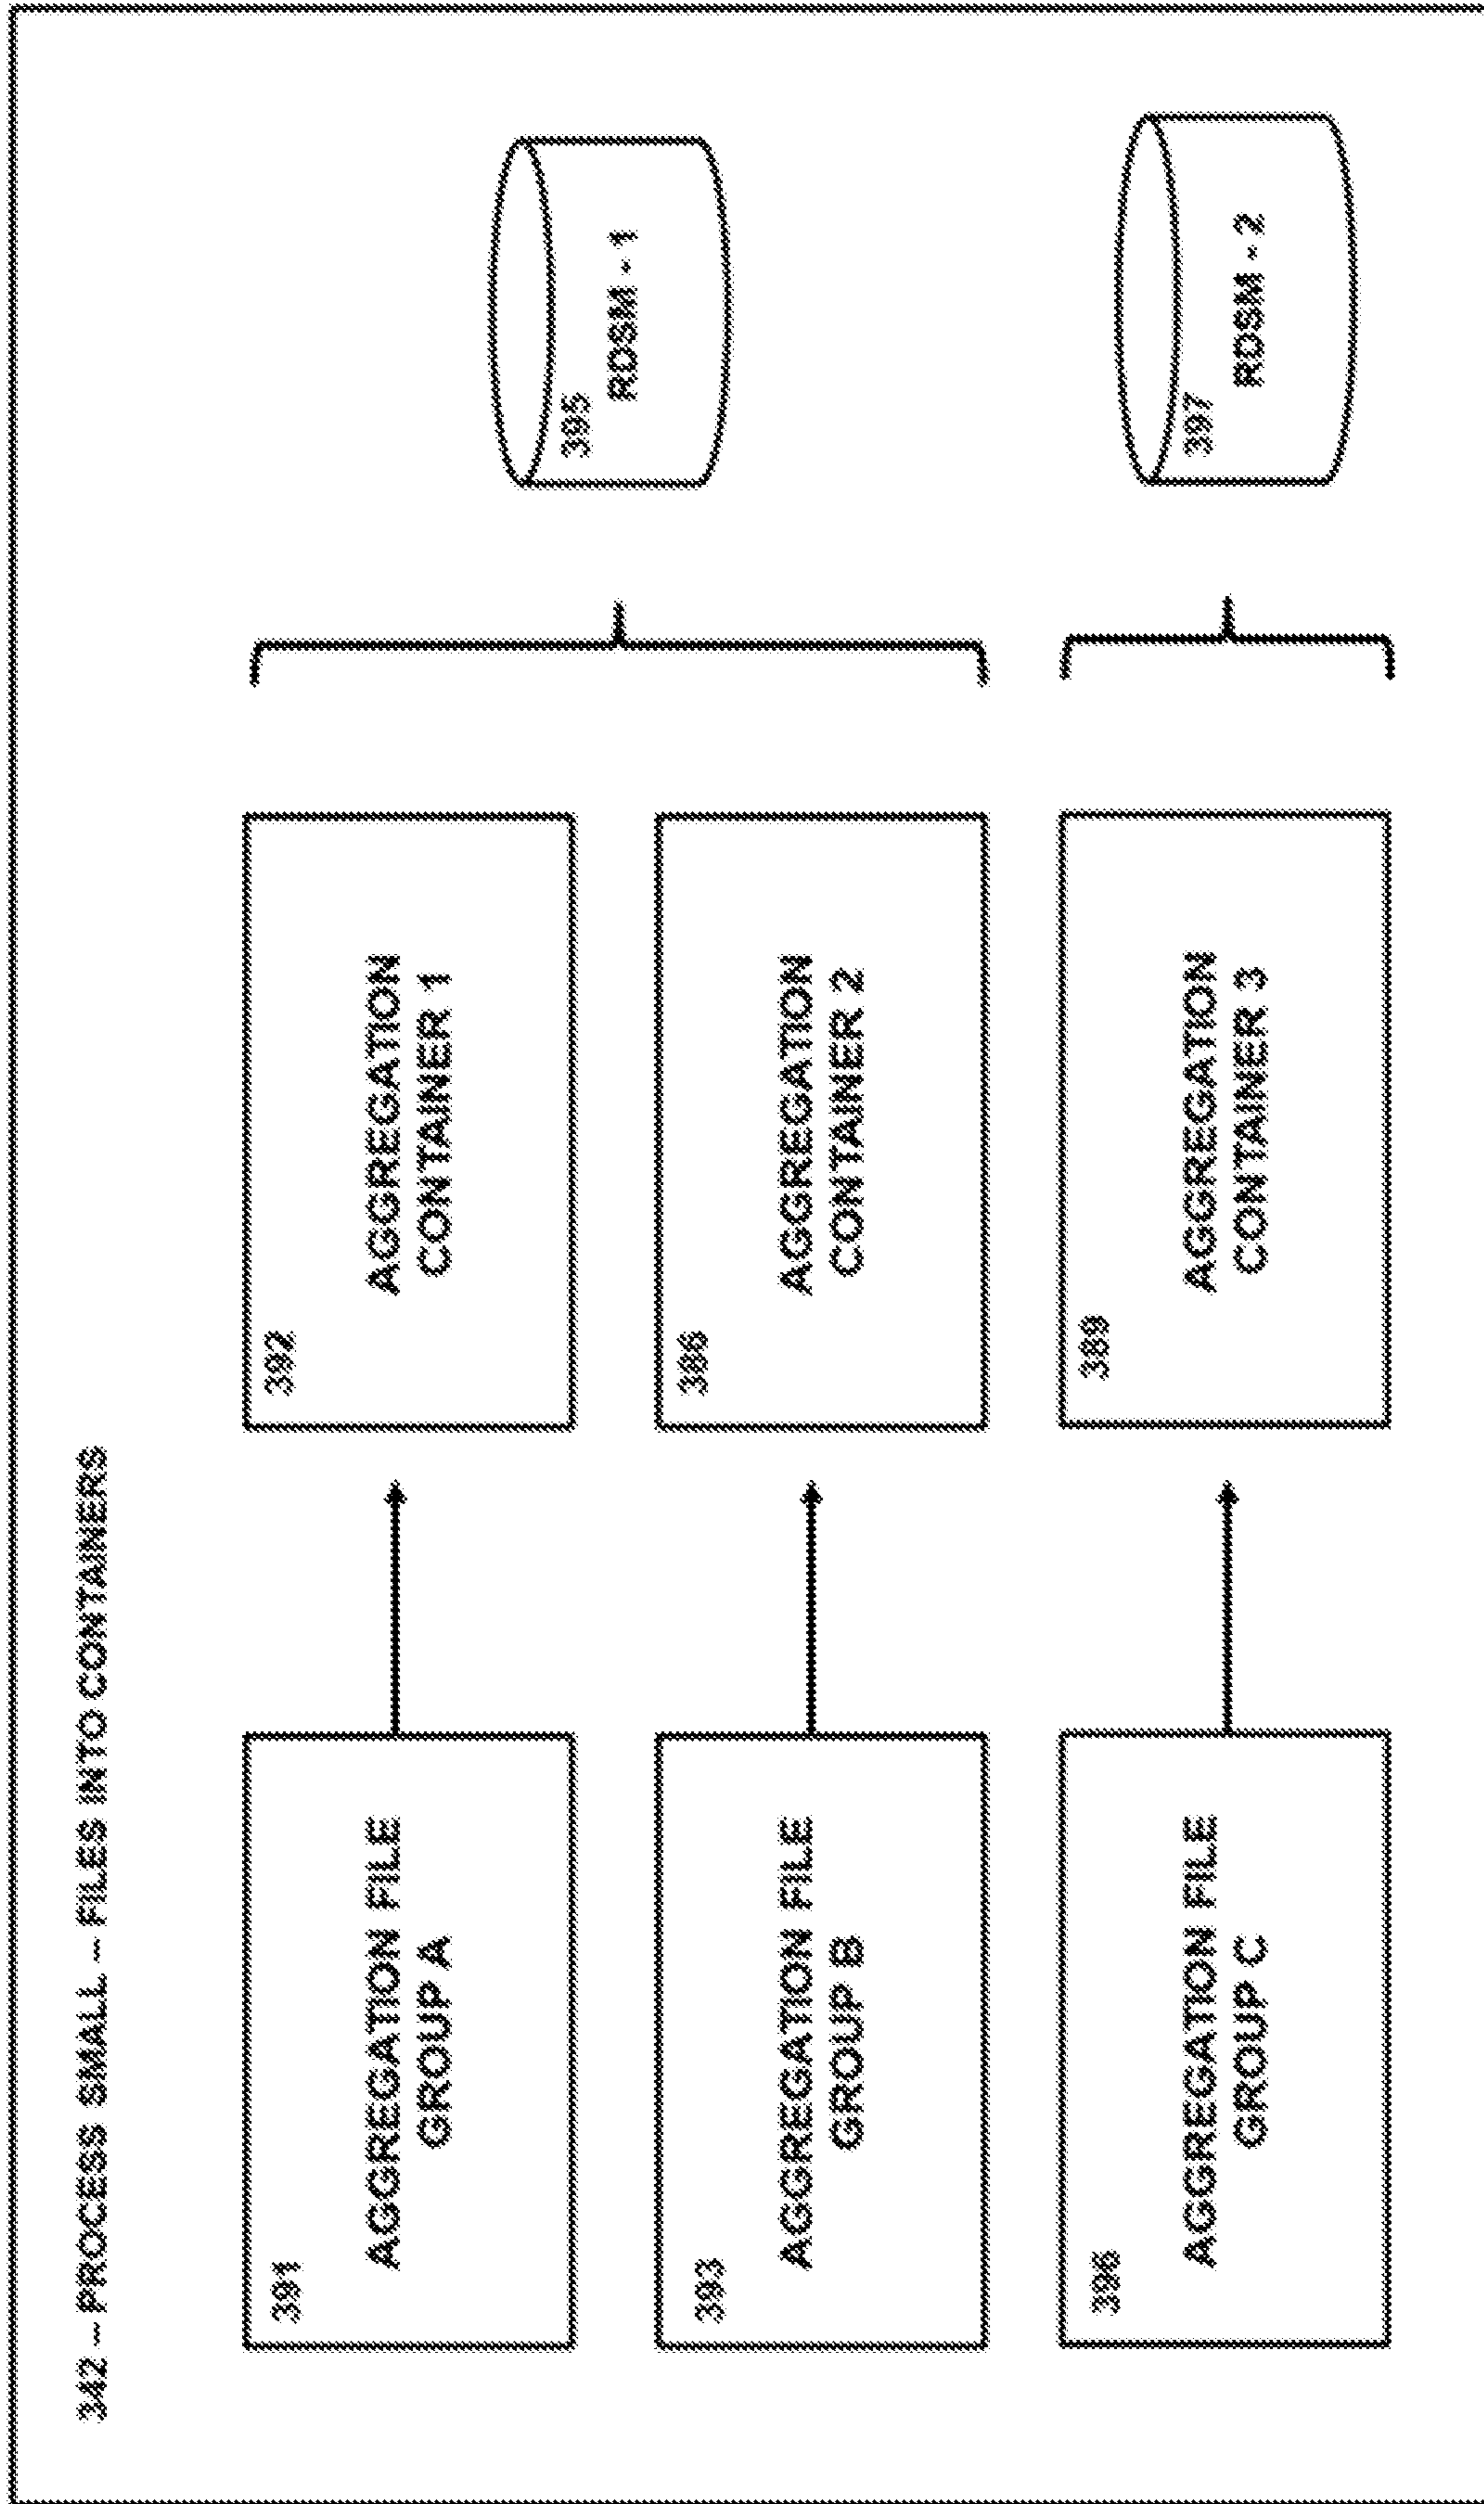 342 – PROCESS SMALL – FILES INTO CONTAINERS
391
AGGREGATION FILE
GROUP A
392
AGGREGATION
CONTAINER 1
395
RDSM - 1
393
AGGREGATION FILE
GROUP B
386
AGGREGATION
CONTAINER 2
396
AGGREGATION FILE
GROUP C
389
AGGREGATION
CONTAINER 3
397
RDSM - 2